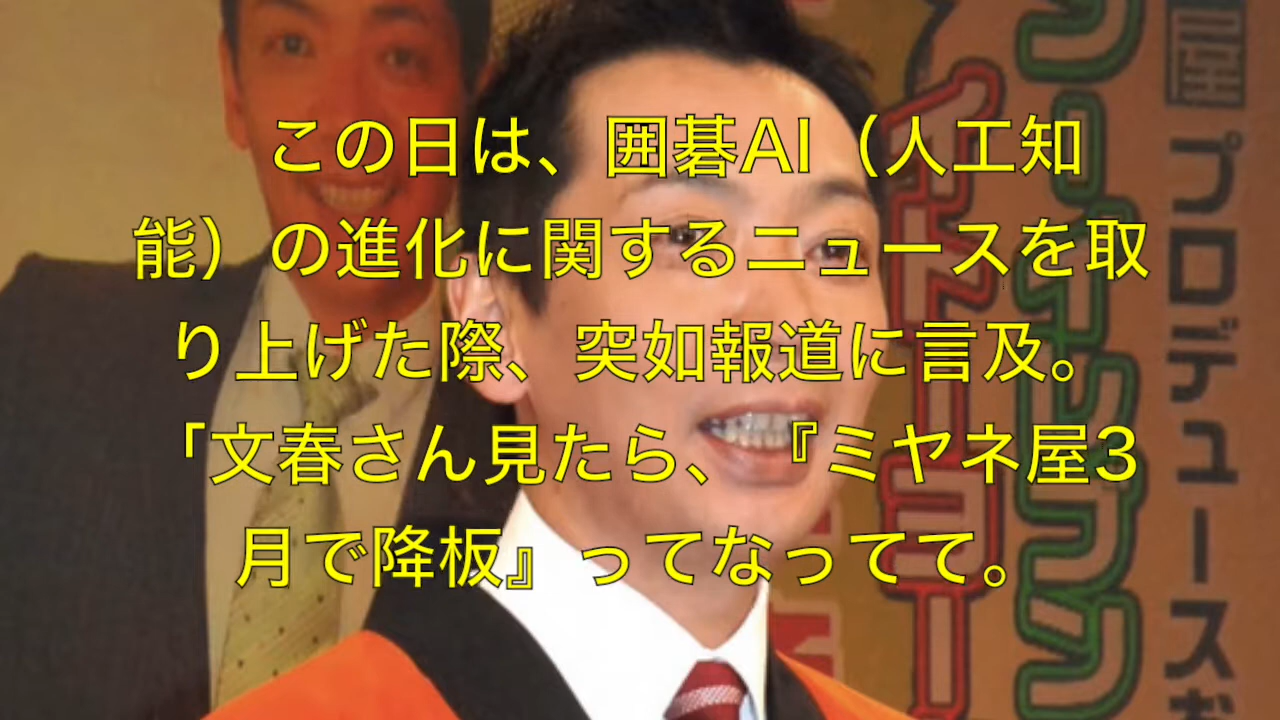 この日は、囲碁AI（人工知
能）の進化に関するニュースを取
り上げた際、突如報道に言及。
「文春さん見たら、『ミヤネ屋3
月で降板』ってなってて。
屋 プロデュース